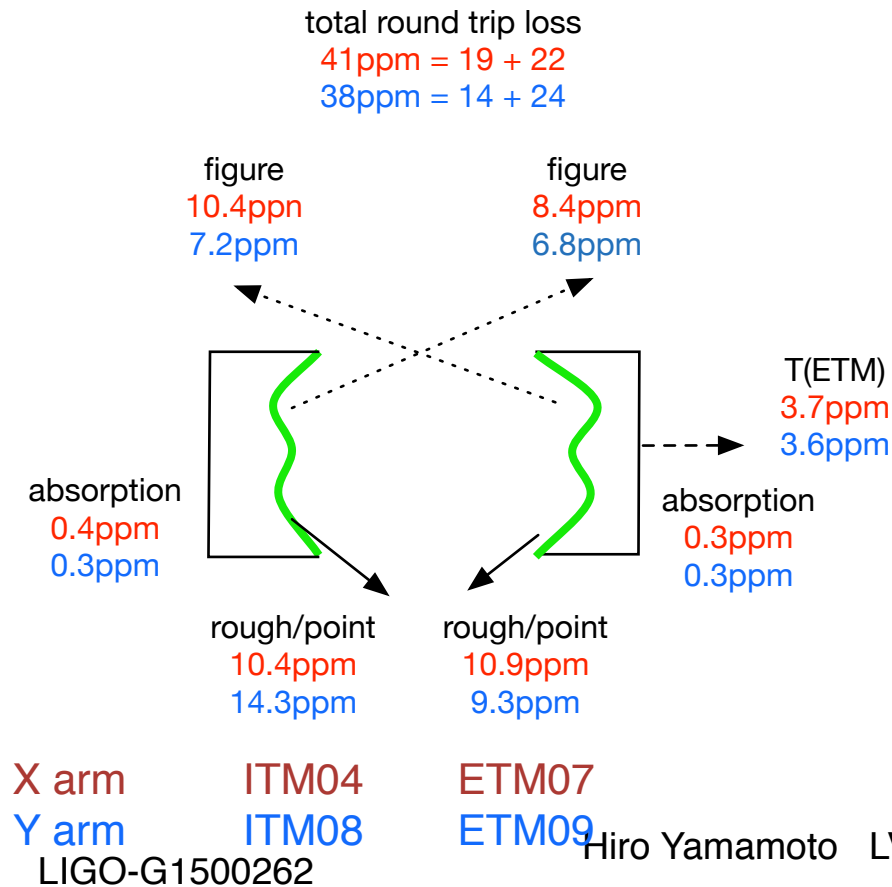 total round trip loss
41ppm = 19 + 22
38ppm = 14 + 24
figure
10.4ppn
7.2ppm
figure
8.4ppm
6.8ppm
T(ETM)
3.7ppm
3.6ppm
absorption
0.4ppm
0.3ppm
absorption
0.3ppm
0.3ppm
rough/point
10.4ppm
14.3ppm
rough/point
10.9ppm
9.3ppm
X arm ITM04 ETM07
Y arm ITM08 ETM09
Hiro Yamamoto
LIGO-G1500262